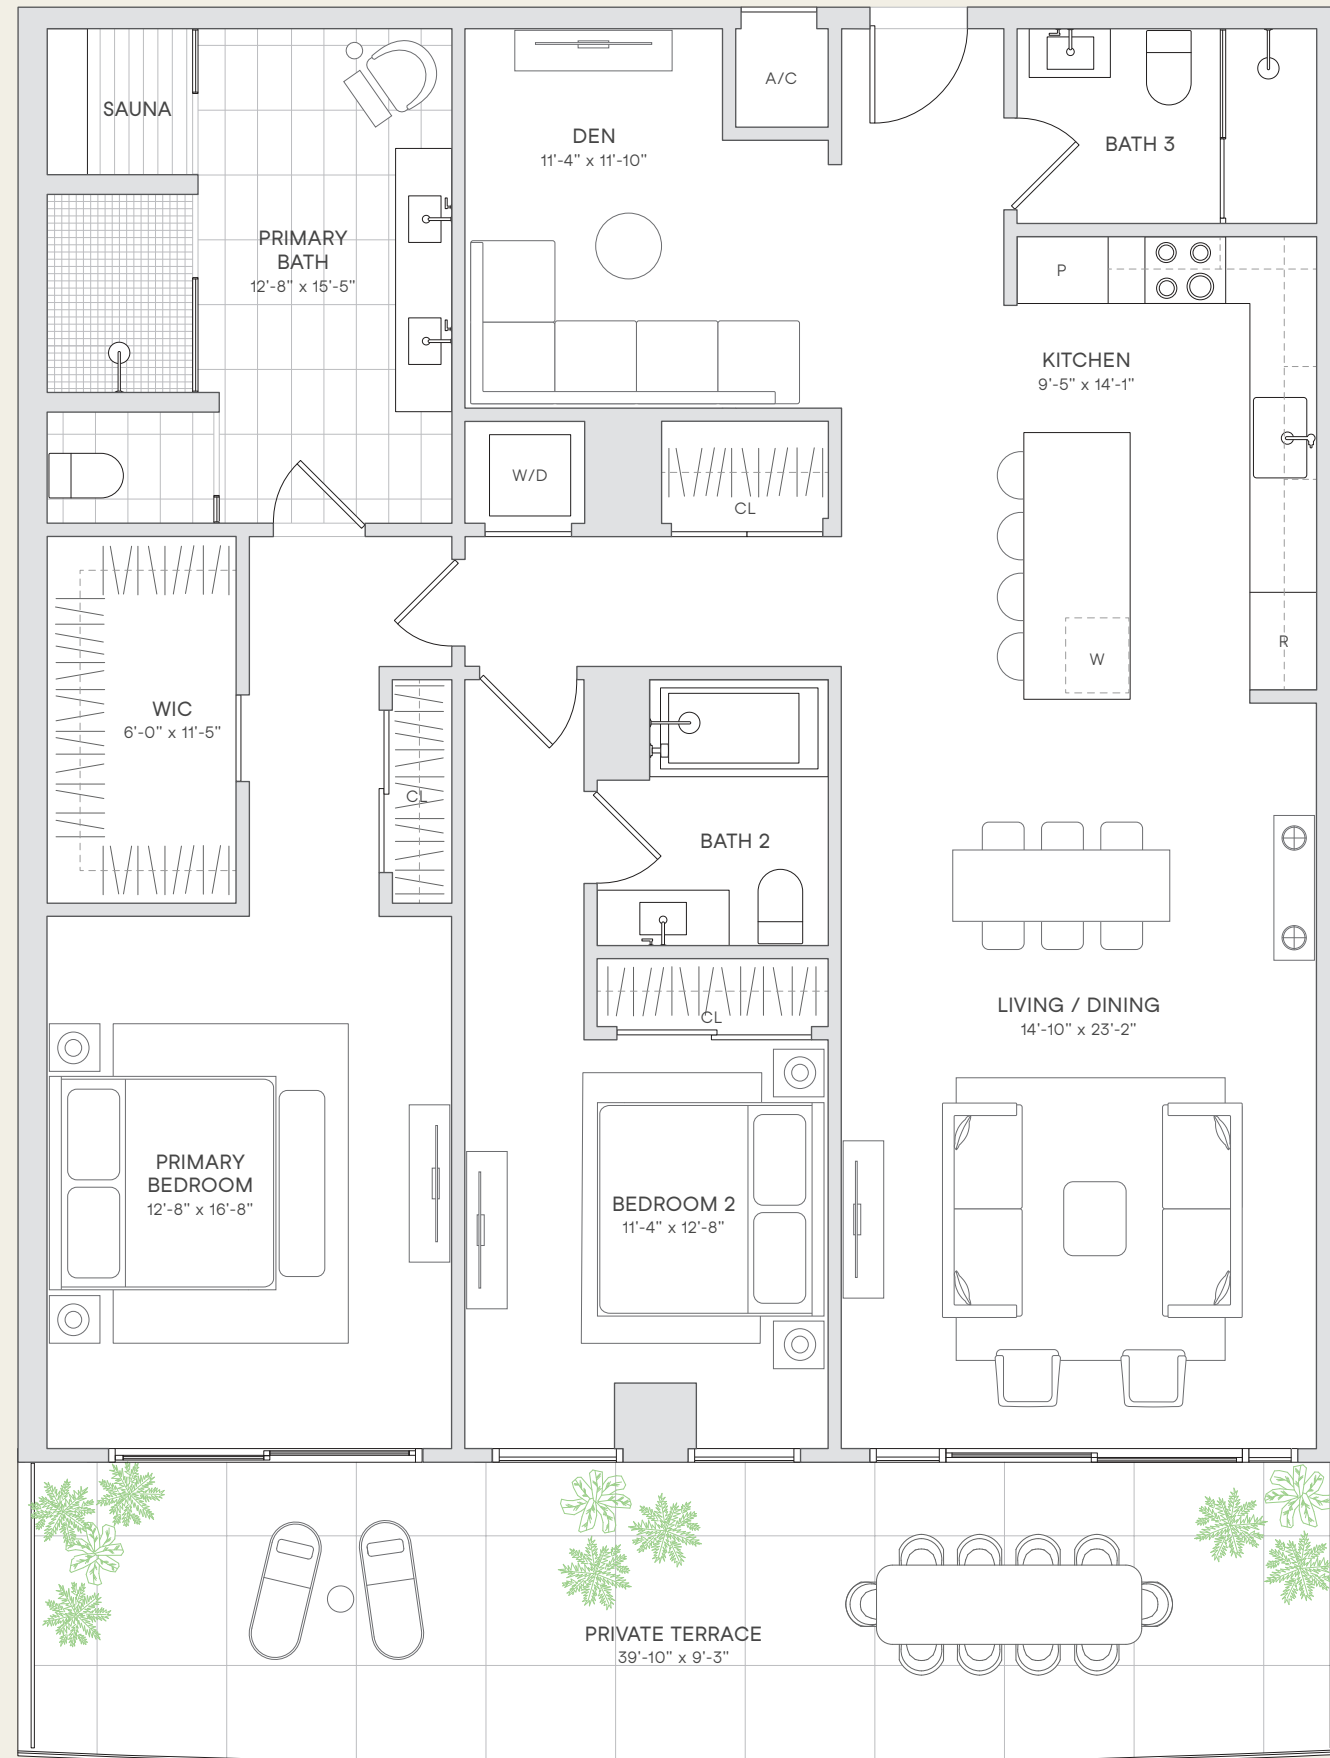 SAUNA
A/C
DEN
11'-4" x 11'-10"
BATH 3
PRIMARY
BATH
12'-8" x 15'-5"
P
KITCHEN
9'-5" x 14'-1"
W/D
CL
R
W
WIC
6'-0" x 11'-5"
CL
BATH 2
LIVING / DINING
14'-10" x 23'-2"
CL
PRIMARY
BEDROOM
12'-8" x 16'-8"
BEDROOM 2
11'-4" x 12'-8"
PRIVATE TERRACE
39'-10" x 9'-3"